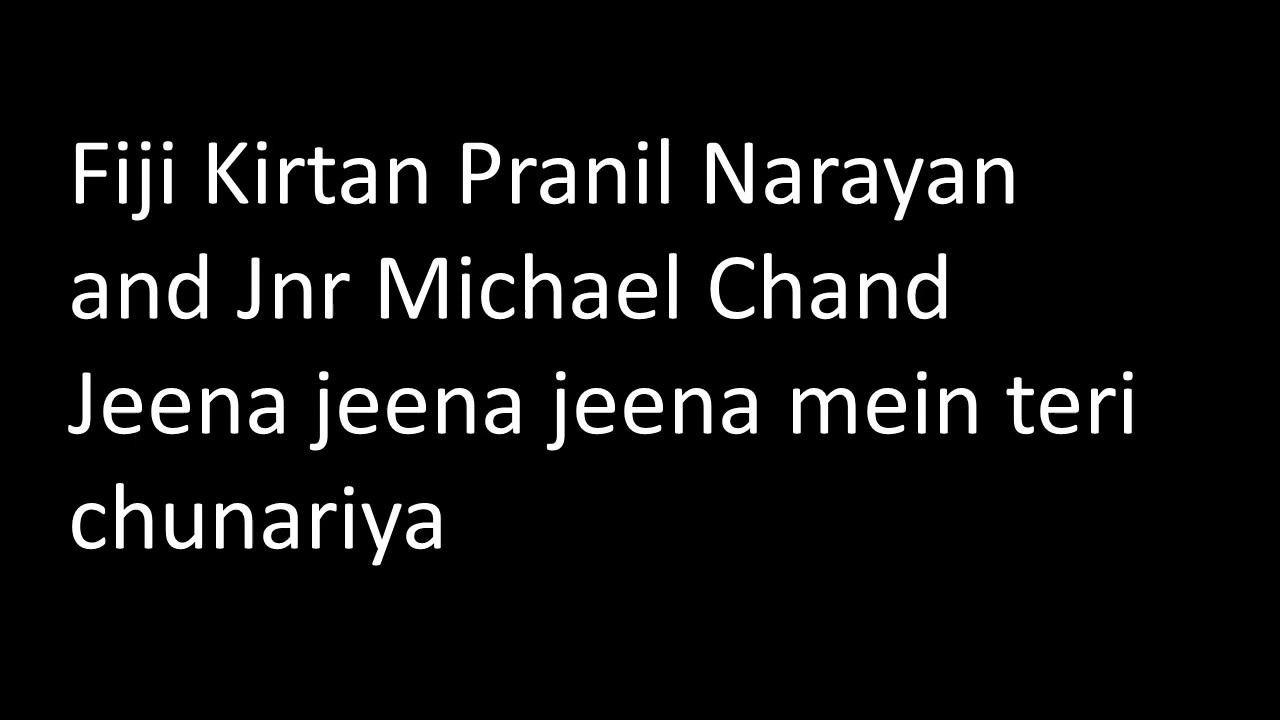 Fiji Kirtan Pranil Narayan
and Jnr Michael Chand
Jeena jeena jeena mein teri
chunariya